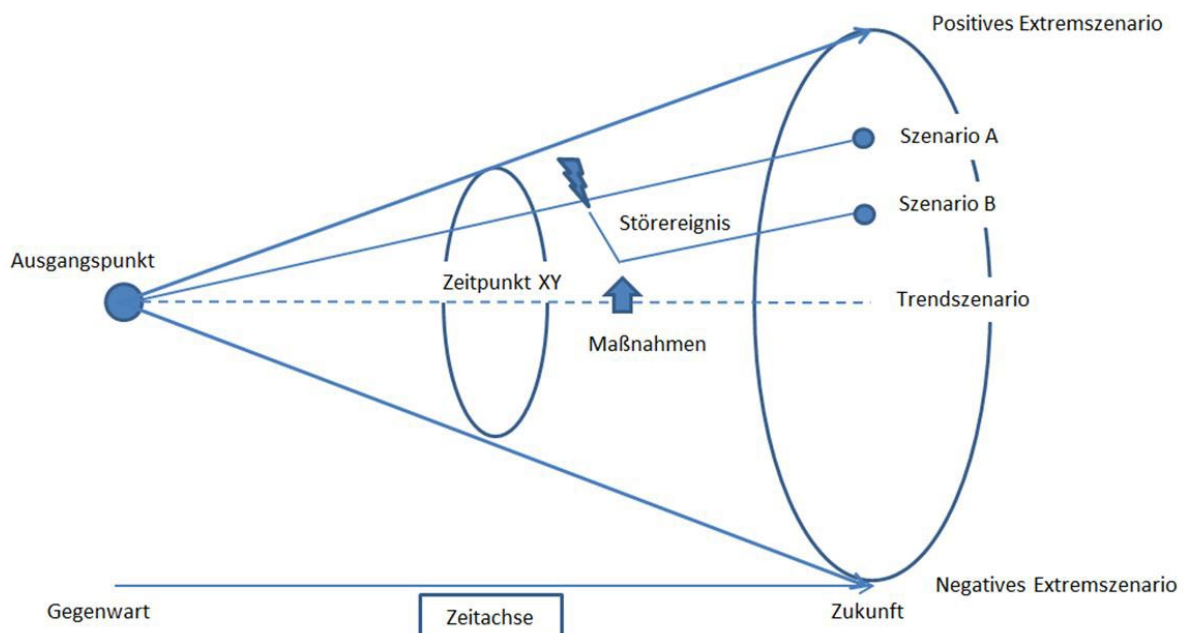 Positives Extremszenario
Szenario A
Szenario B
Störereignis
Ausgangspunkt
Zeitpunkt XY
Trendszenario
Maßnahmen
Negatives Extremszenario
Gegenwart
Zeitachse
Zukunft